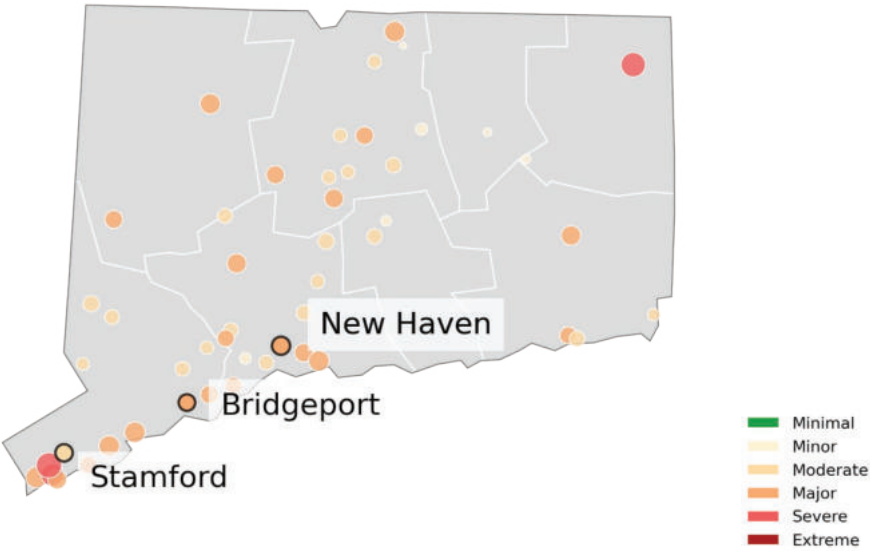 New Haven
Bridgeport
Stamford
Minimal
Minor
Moderate
Major
Severe
Extreme